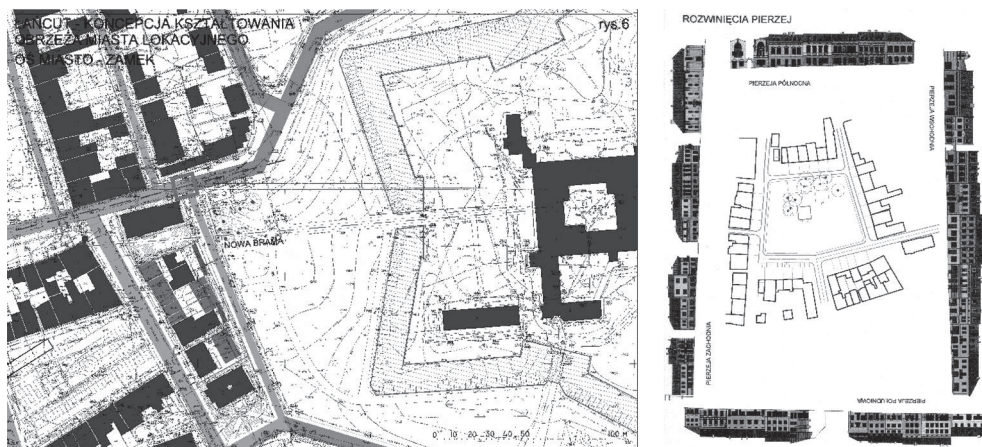 ŁAŃCUT - KONCEPCJA KSZTAŁTOWANIA
OBRZEŻA MIASTA LOKACYJNEGO
OŚ MIASTO - ZAMEK
rys.6
NOWA BRAMA
0 10 20 30 40 50 100 M
ROZWINIĘCIA PIERZEJ
PIERZEJA PÓŁNOCNA
PIERZEJA WSCHODNIA
PIERZEJA ZACHODNIA
PIERZEJA POŁUDNIOWA